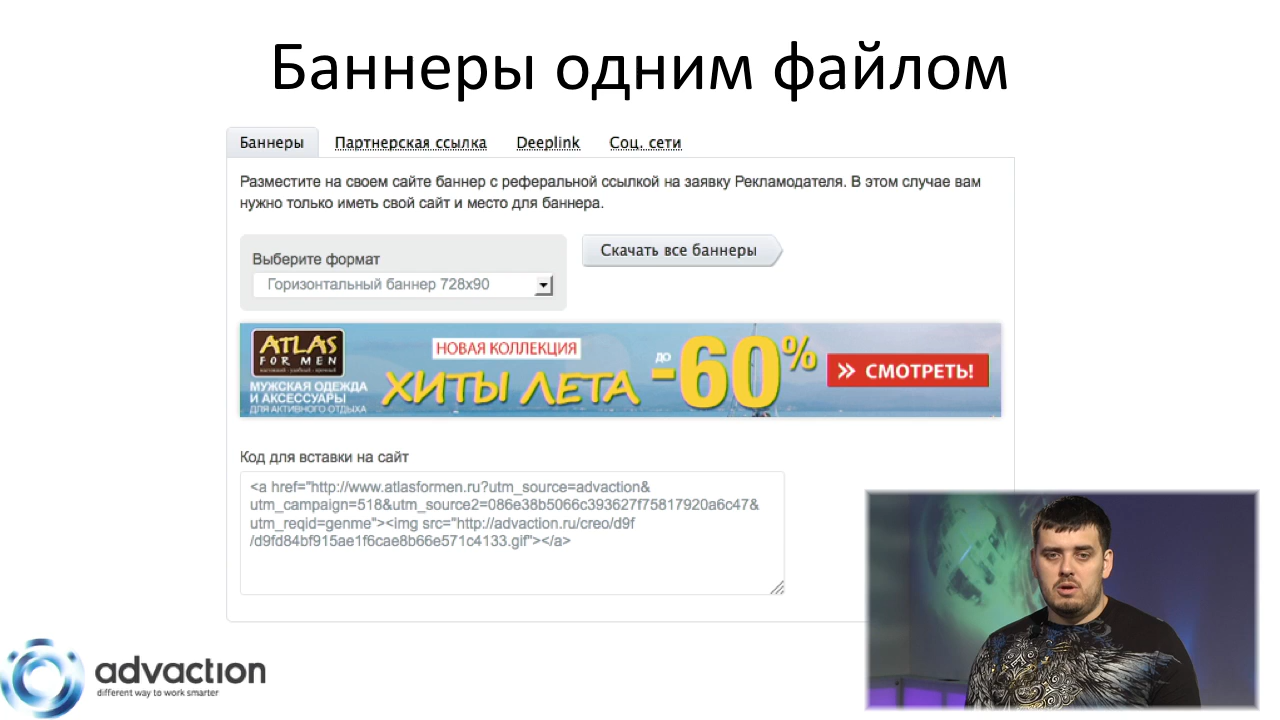 Баннеры одним файлом
Баннеры Партнерская ссылка Deeplink Соц. сети
Разместите на своем сайте баннер с реферальной ссылкой на заявку Рекламодателя. В этом случае вам
нужно только иметь свой сайт и место для баннера.
Выберите формат
Скачать все баннеры
Горизонтальный баннер 728x90
ATLAS
FOR MEN
МУЖСКАЯ ОДЕЖДА
И АКСЕССУАРЫ
ДЛЯ АКТИВНОГО ОТДЫХА
НОВАЯ КОЛЛЕКЦИЯ
ХИТЫ ЛЕТА
ДО
-60%
» СМОТРЕТЬ!
Код для вставки на сайт
<a href="http://www.atlasformen.ru?utm_source=advaction&
utm_campaign=518&utm_source2=086e38b5066c393627f75817920a6c47&
utm_reqid=genme"><img src="http://advaction.ru/creo/d9f
/d9fd84bf915ae1f6cae8b66e571c4133.gif"></a>
advaction
different way to work smarter